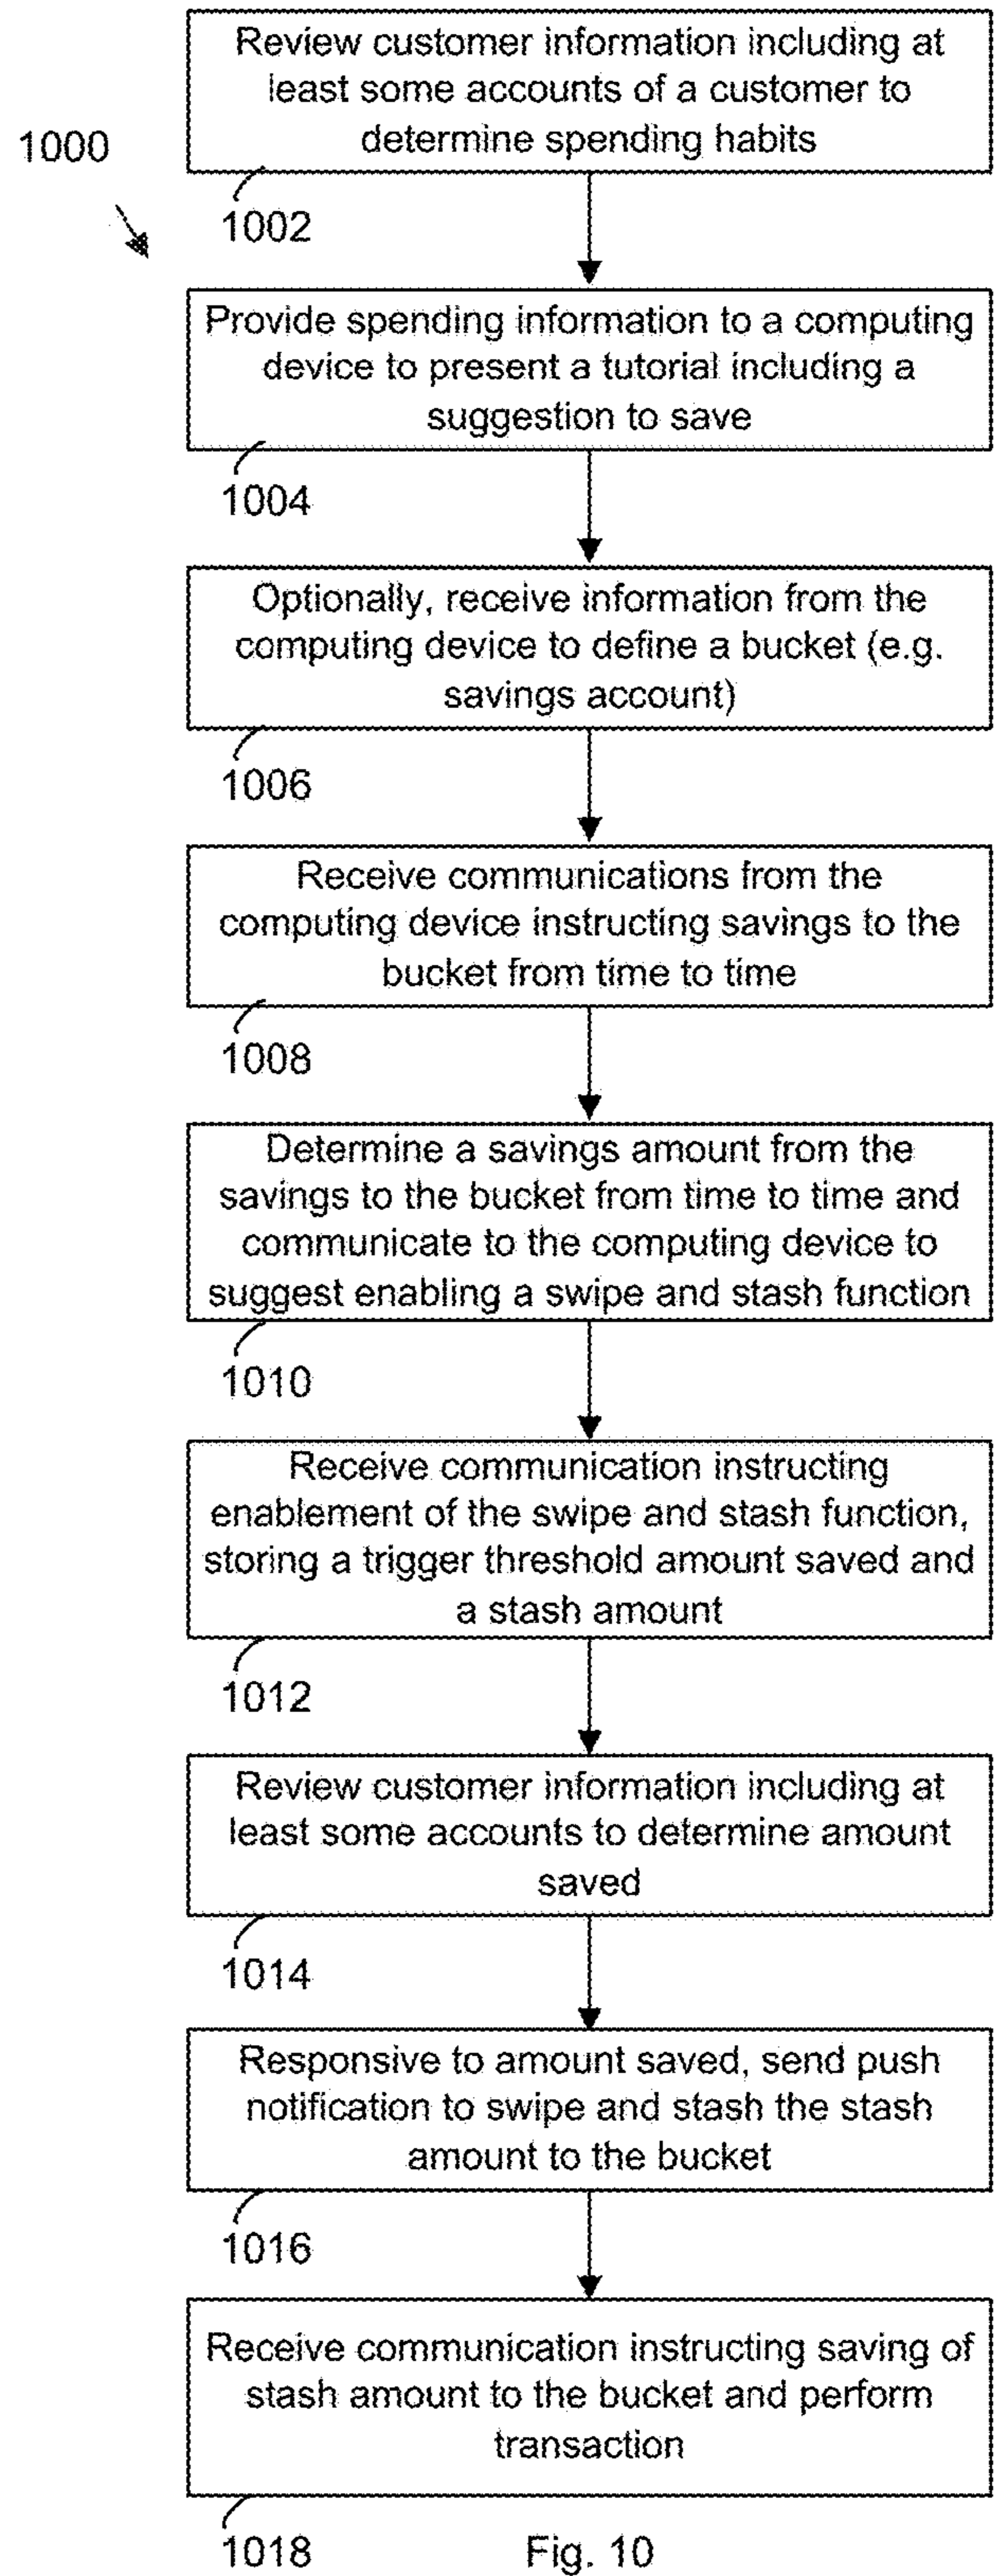 Review customer information including at
least some accounts of a customer to
determine spending habits
1000
1002
Provide spending information to a computing
device to present a tutorial including a
suggestion to save
1004
Optionally, receive information from the
computing device to define a bucket (e.g.
savings account)
1006
Receive communications from the
computing device instructing savings to the
bucket from time to time
1008
Determine a savings amount from the
savings to the bucket from time to time and
communicate to the computing device to
suggest enabling a swipe and stash function
1010
Receive communication instructing
enablement of the swipe and stash function,
storing a trigger threshold amount saved and
a stash amount
1012
Review customer information including at
least some accounts to determine amount
saved
1014
Responsive to amount saved, send push
notification to swipe and stash the stash
amount to the bucket
1016
Receive communication instructing saving of
stash amount to the bucket and perform
transaction
1018
Fig. 10